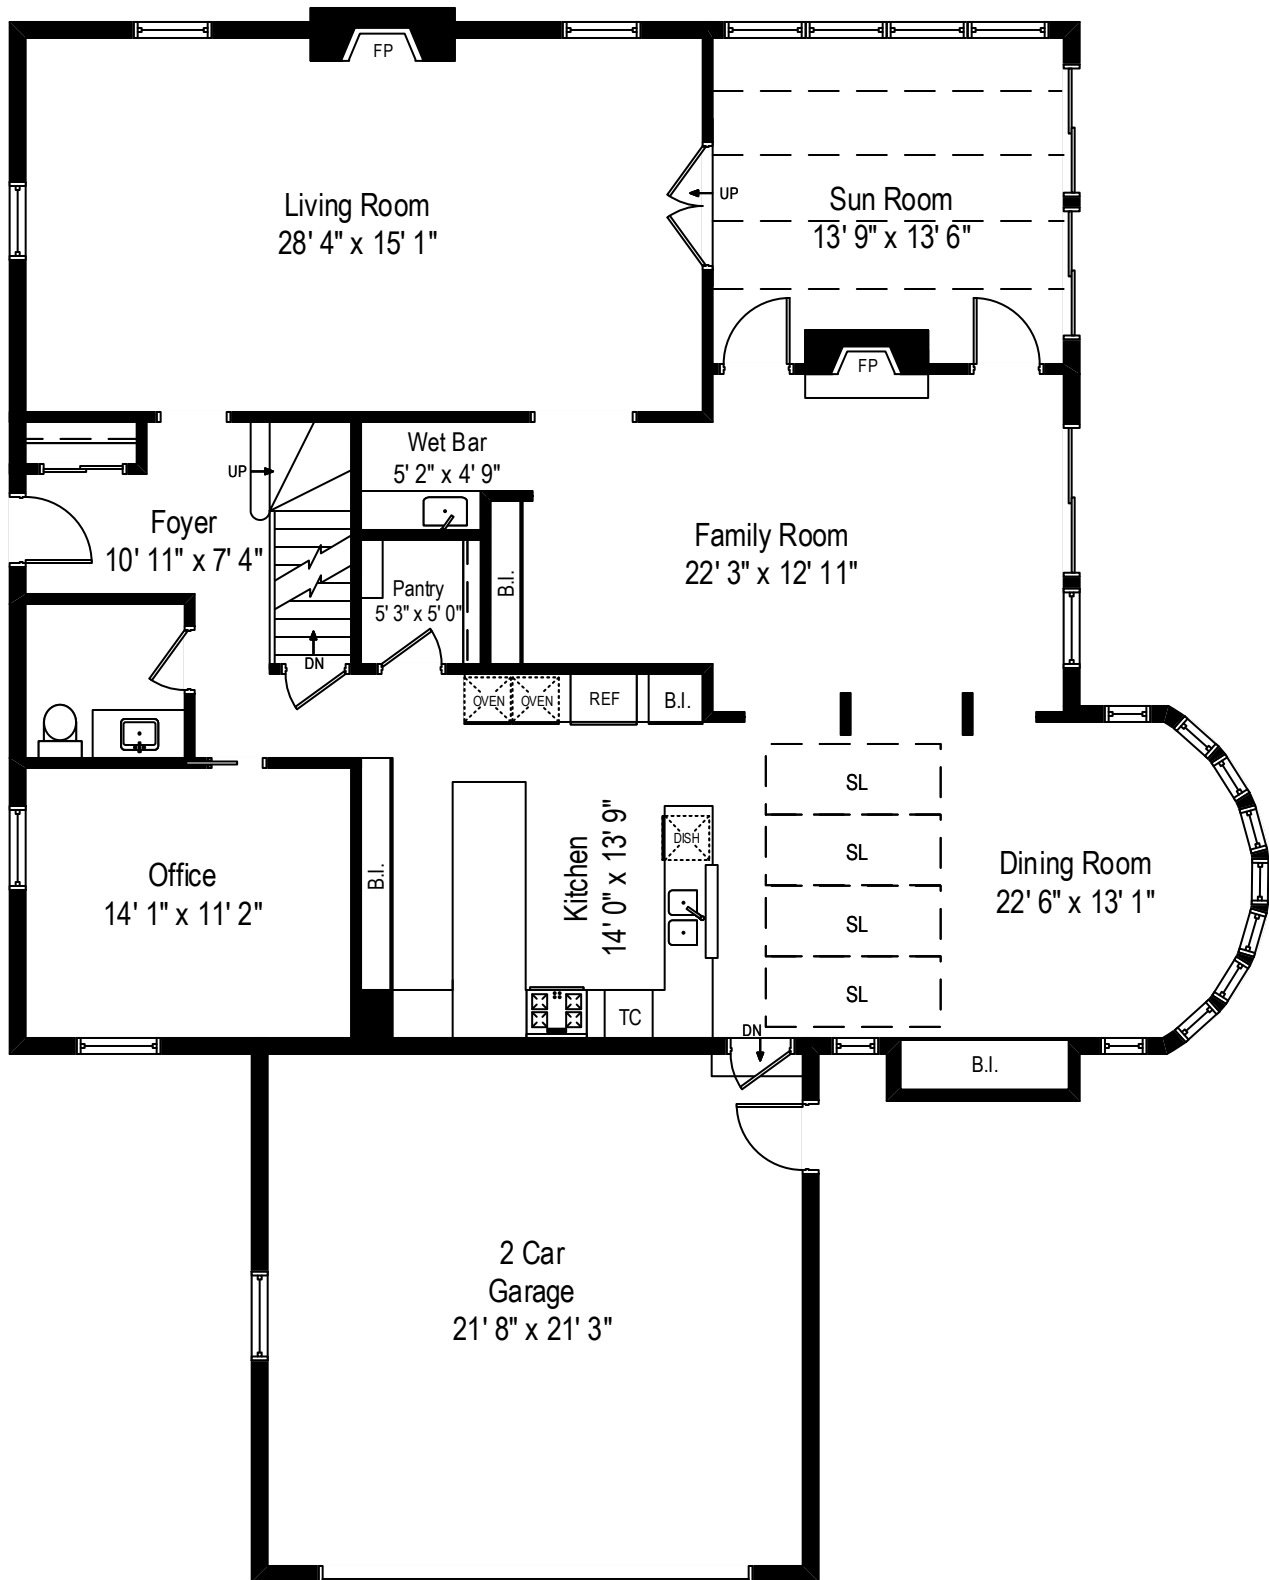 FP
Living Room
28' 4" x 15' 1"
UP
Sun Room
13' 9" x 13' 6"
FP
Wet Bar
5' 2" x 4' 9"
UP
Foyer
10' 11" x 7' 4"
Family Room
22' 3" x 12' 11"
Pantry
5' 3" x 5' 0"
B.I.
DN
OVEN
OVEN
REF
B.I.
SL
SL
SL
SL
DISH
Kitchen
14' 0" x 13' 9"
B.I.
Office
14' 1" x 11' 2"
Dining Room
22' 6" x 13' 1"
TC
DN
B.I.
2 Car
Garage
21' 8" x 21' 3"